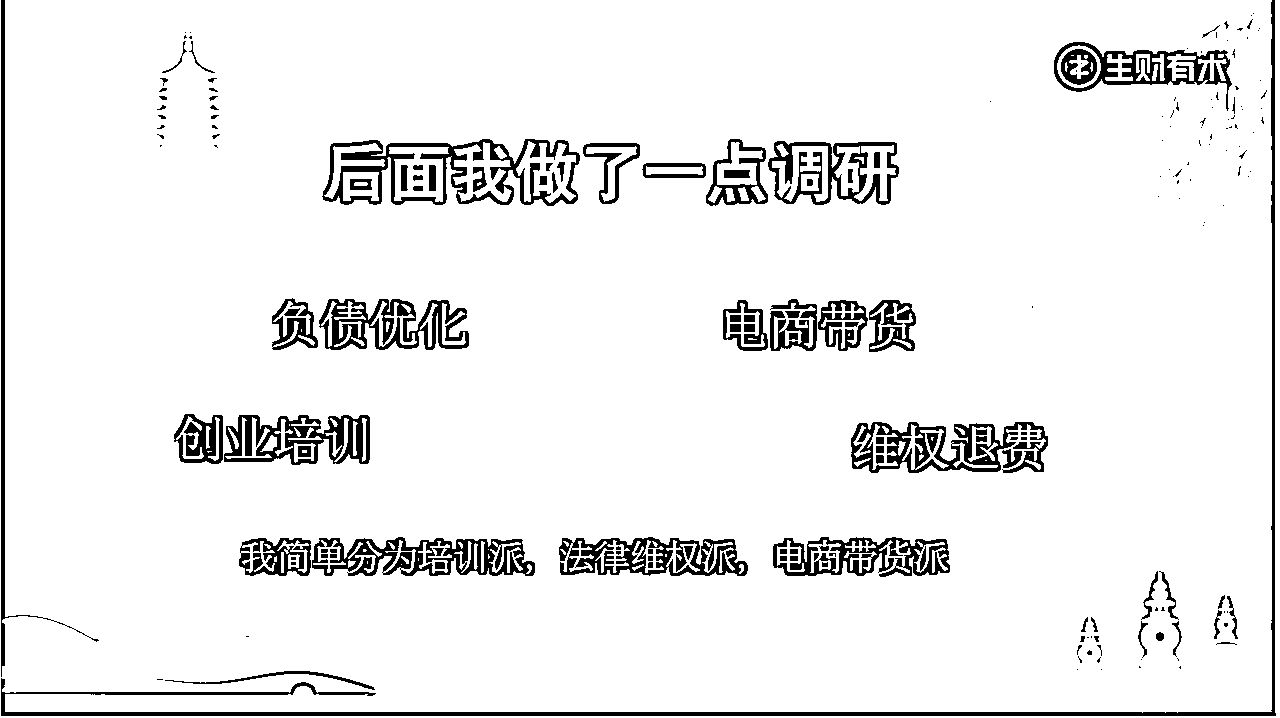 生财有术
后面我做了一点调研
负债优化
电商带货
创业培训
维权退费
我简单分为培训派，法律维权派，电商带货派